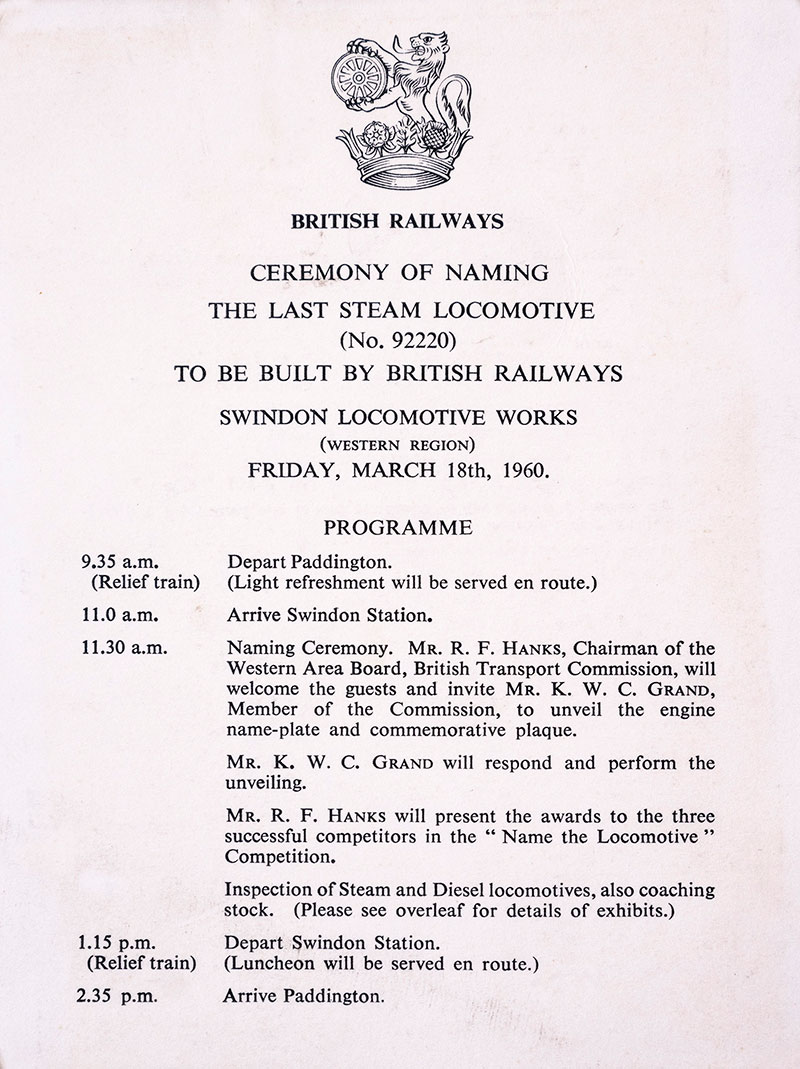 BRITISH RAILWAYS
CEREMONY OF NAMING
THE LAST STEAM LOCOMOTIVE
(No. 92220)
TO BE BUILT BY BRITISH RAILWAYS
SWINDON LOCOMOTIVE WORKS
(WESTERN REGION)
FRIDAY, MARCH 18th, 1960.
PROGRAMME
9.35 a.m. Depart Paddington.
(Relief train) (Light refreshment will be served en route.)
11.0 a.m. Arrive Swindon Station.
11.30 a.m. Naming Ceremony. MR. R. F. HANKS, Chairman of the
Western Area Board, British Transport Commission, will
welcome the guests and invite MR. K. W. C. GRAND,
Member of the Commission, to unveil the engine
name-plate and commemorative plaque.
MR. K. W. C. GRAND will respond and perform the
unveiling.
MR. R. F. HANKS will present the awards to the three
successful competitors in the “ Name the Locomotive ”
Competition.
Inspection of Steam and Diesel locomotives, also coaching
stock. (Please see overleaf for details of exhibits.)
1.15 p.m. Depart Swindon Station.
(Relief train) (Luncheon will be served en route.)
2.35 p.m. Arrive Paddington.